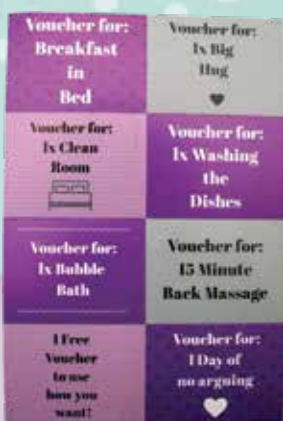 Voucher for:
Breakfast
in
Bed
Voucher for:
1x Big
Hug
Voucher for:
1x Clean
Room
Voucher for:
1x Washing
the
Dishes
Voucher for:
1x Bubble
Bath
Voucher for:
15 Minute
Back Massage
1 Free
Voucher
to use
how you
want!
Voucher for:
1 Day of
no arguing